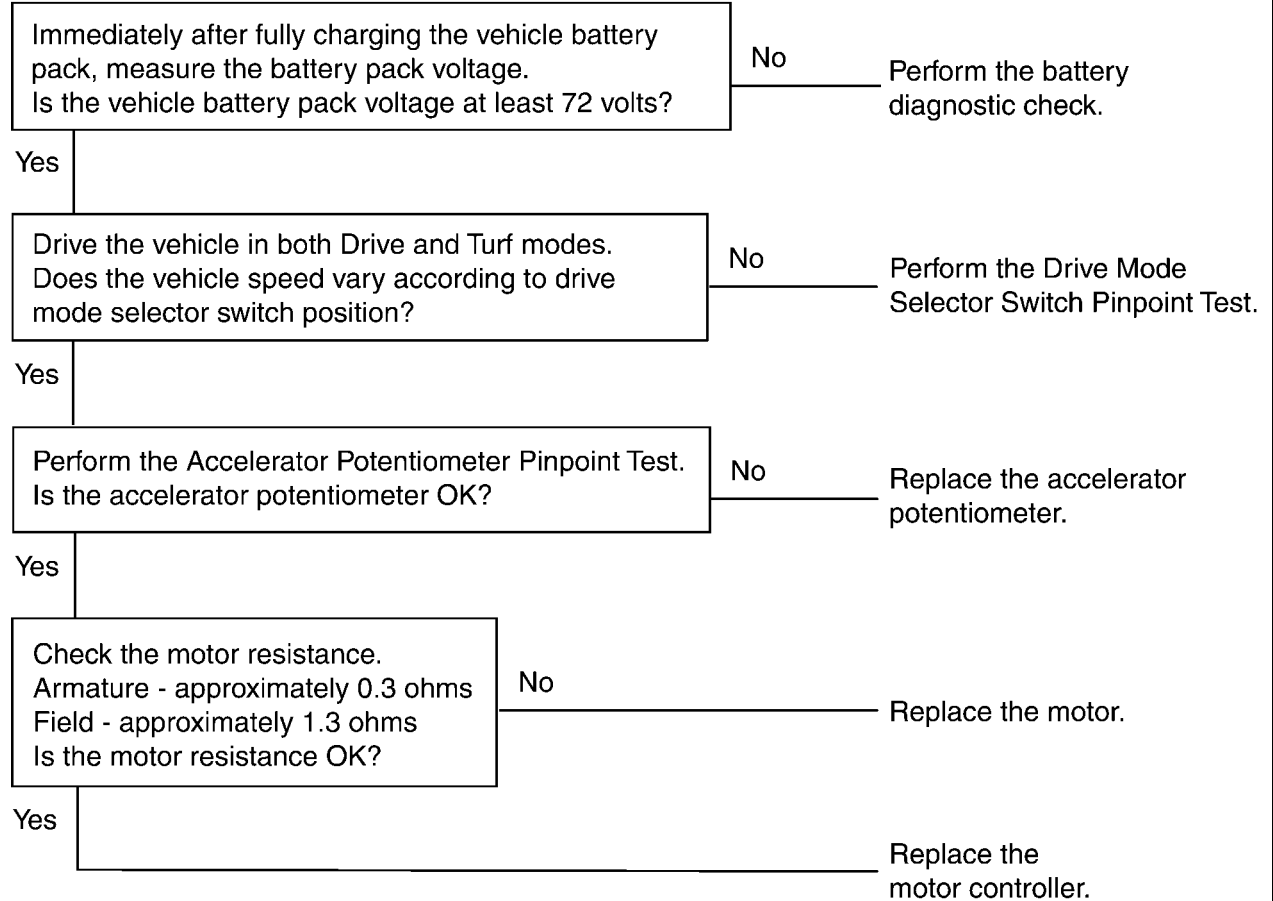 Immediately after fully charging the vehicle battery
pack, measure the battery pack voltage.
Is the vehicle battery pack voltage at least 72 volts?
No
Perform the battery
diagnostic check.
Yes
Drive the vehicle in both Drive and Turf modes.
Does the vehicle speed vary according to drive
mode selector switch position?
No
Perform the Drive Mode
Selector Switch Pinpoint Test.
Yes
Perform the Accelerator Potentiometer Pinpoint Test.
Is the accelerator potentiometer OK?
No
Replace the accelerator
potentiometer.
Yes
Check the motor resistance.
Armature - approximately 0.3 ohms
Field - approximately 1.3 ohms
Is the motor resistance OK?
No
Replace the motor.
Yes
Replace the
motor controller.